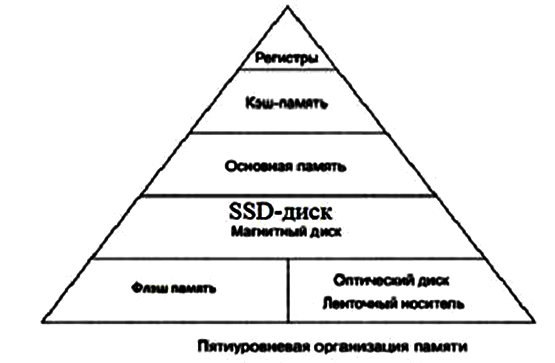 Регистры
Кэш-память
Основная память
SSD-диск
Магнитный диск
Флэш память
Оптический диск
Ленточный носитель
Пятиуровневая организация памяти